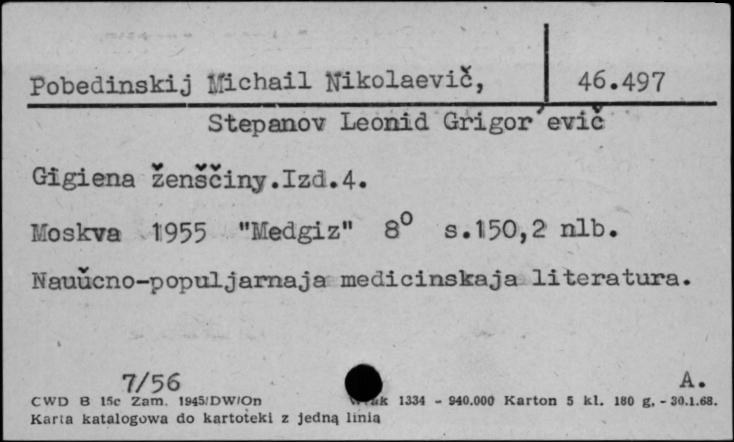 Pobedinskij Michail Nikolaevič, 46.497
Stepanov Leonid Grigor'evič
Gigiena ženščiny.Izd.4.
Moskva 1955 "Medgiz" 8° s.150,2 nlb.
Nauǔcno-populjarnaja medicinskaja literatura.
7/56 A.
CWD B 15c Zam. 1945/DW/On 1334 - 940.000 Karton 5 kl. 180 g. - 30.1.68.
Karta katalogowa do kartoteki z jedną linią